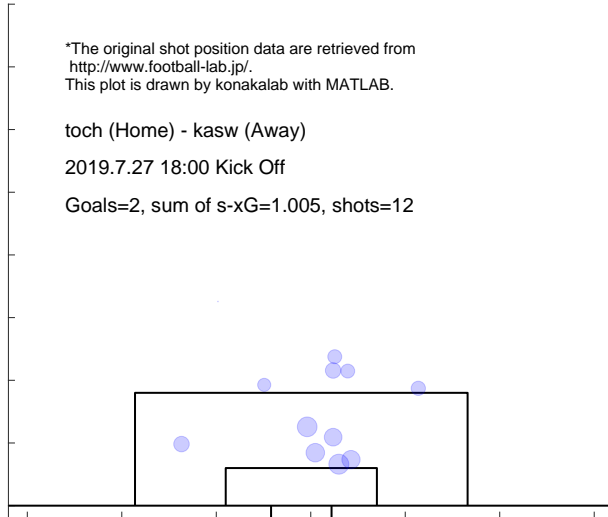 *The original shot position data are retrieved from
http://www.football-lab.jp/.
This plot is drawn by konakalab with MATLAB.
toch (Home) - kasw (Away)
2019.7.27 18:00 Kick Off
Goals=2, sum of s-xG=1.005, shots=12